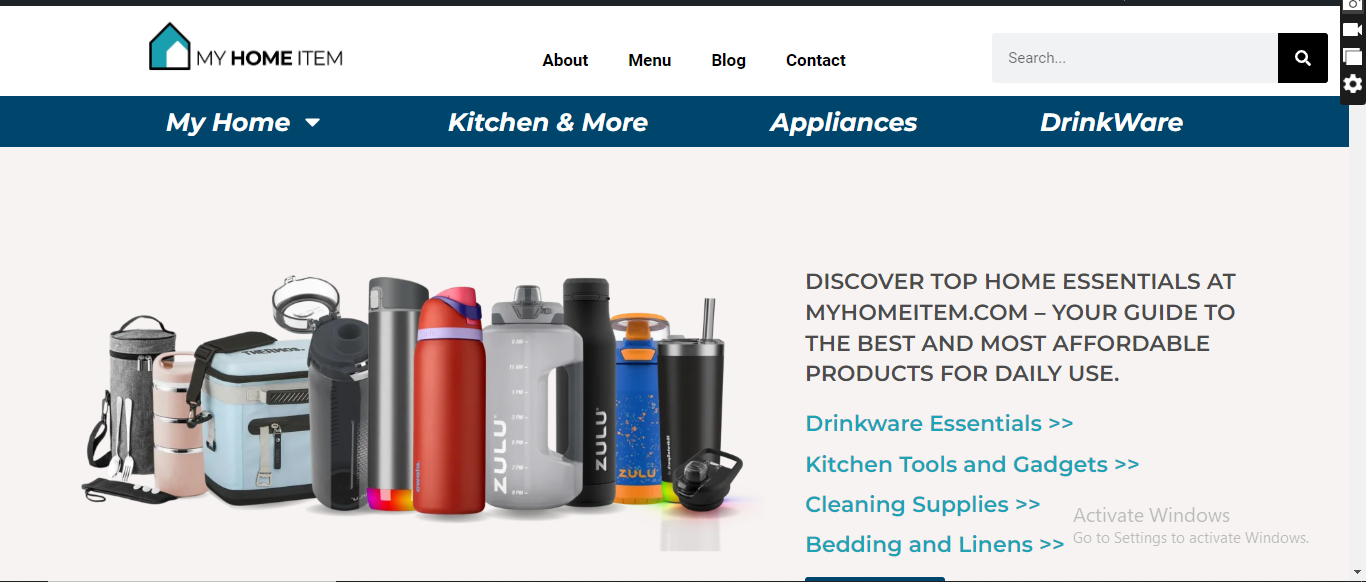 MY HOME ITEM
About Menu Blog Contact
Search...
My Home Kitchen & More Appliances DrinkWare
DISCOVER TOP HOME ESSENTIALS AT
MYHOMEITEM.COM – YOUR GUIDE TO
THE BEST AND MOST AFFORDABLE
PRODUCTS FOR DAILY USE.
Drinkware Essentials >>
Kitchen Tools and Gadgets >>
Cleaning Supplies >>
Bedding and Linens >>
THERMOS
owala
ZULU
ZULU
ZULU
Activate Windows
Go to Settings to activate Windows.